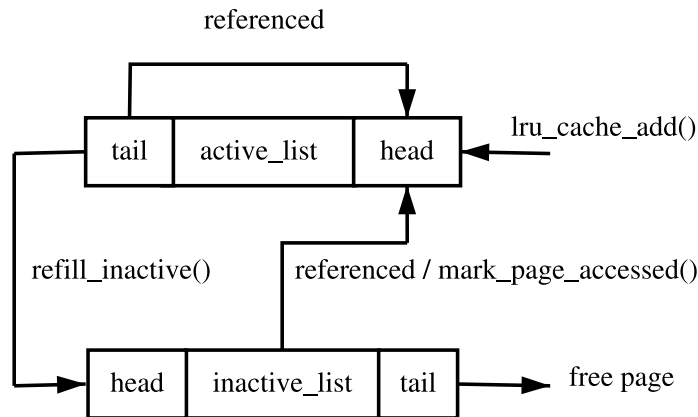 referenced
lru_cache_add()
tail active_list head
refill_inactive() referenced / mark_page_accessed()
head inactive_list tail free page